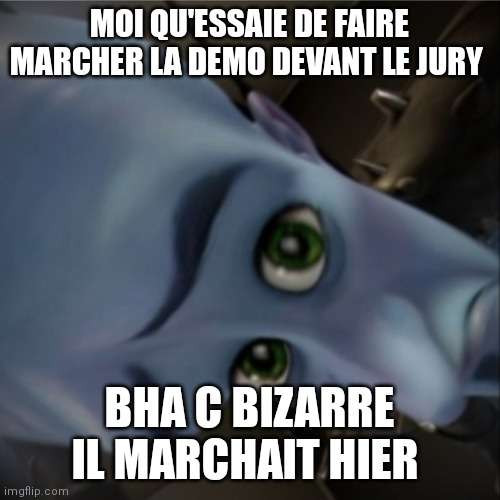 MOI QU'ESSAIE DE FAIRE
MARCHER LA DEMO DEVANT LE JURY
BHA C BIZARRE
IL MARCHAIT HIER
imgflip.com